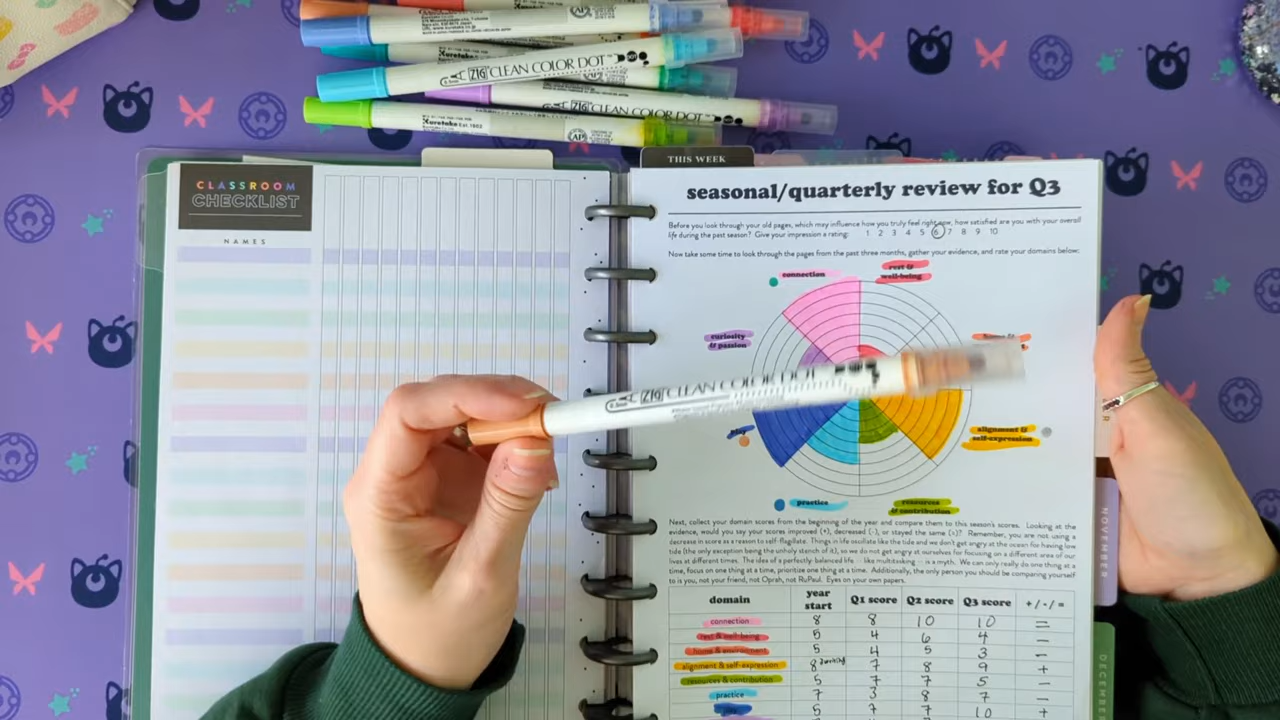 Kuretake
ZIG CLEAN COLOR DOT
ZIG CLEAN COLOR DOT
Kuretake Est. 1902
AP
THIS WEEK
CLASSROOM
CHECKLIST
NAMES
seasonal/quarterly review for Q3
Before you look through your old pages, which may influence how you truly feel right now, how satisfied are you with your overall
life during the past season? Give your impression a rating: 1 2 3 4 5 6 7 8 9 10
Now take some time to look through the pages from the past three months, gather your evidence, and rate your domains below:
connection
rest &
well-being
curiosity
& passion
ZIG CLEAN COLOR DOT
play
alignment &
self-expression
practice
resources
& contribution
Next, collect your domain scores from the beginning of the year and compare them to this season's scores. Looking at the
evidence, would you say your scores improved (+), decreased (-), or stayed the same (=)? Remember, you are not using a
decrease in score as a reason to self-flagellate. Things in life oscillate like the tide and we don't get angry at the ocean for having low
tide (the only exception being the unholy stench of it), so we do not get angry at ourselves for focusing on a different area of our
lives at different times. The idea of a perfectly-balanced life -- like multitasking -- is a myth. We can only really do one thing at a
time, focus on one thing at a time, prioritize one thing at a time. Additionally, the only person you should be comparing yourself
to is you, not your friend, not Oprah, not RuPaul. Eyes on your own papers.
domain year start Q1 score Q2 score Q3 score +/-/=
connection 8 8 10 10 =
rest & well-being 5 4 6 4 -
home & environment 5 4 5 3 -
alignment & self-expression 8 7 8 9 +
resources & contribution 5 7 7 5 -
practice 7 3 8 7 -
play 5 7 7 10 +
NOVEMBER
DECEMBER